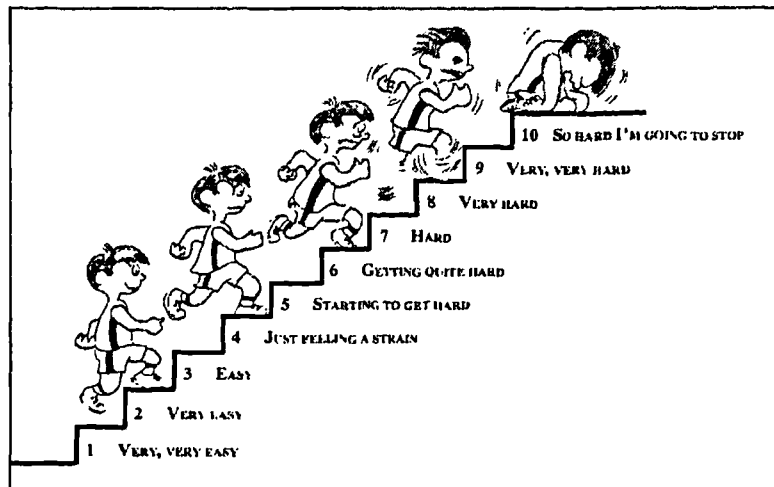 10 SO HARD I'M GOING TO STOP
9 VERY, VERY HARD
8 VERY HARD
7 HARD
6 GETTING QUITE HARD
5 STARTING TO GET HARD
4 JUST FELLING A STRAIN
3 EASY
2 VERY EASY
1 VERY, VERY EASY